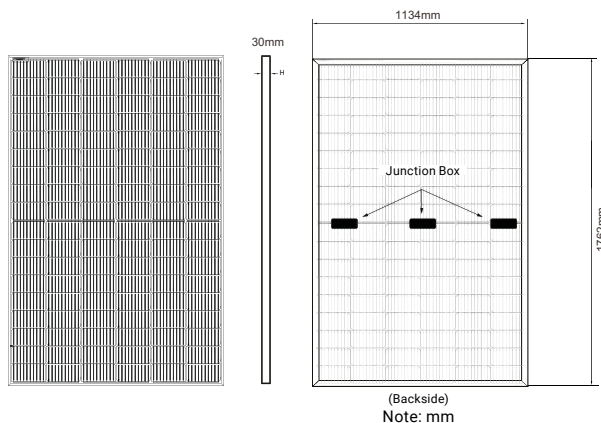 1134mm
30mm
H
Junction Box
1762mm
(Backside)
Note: mm